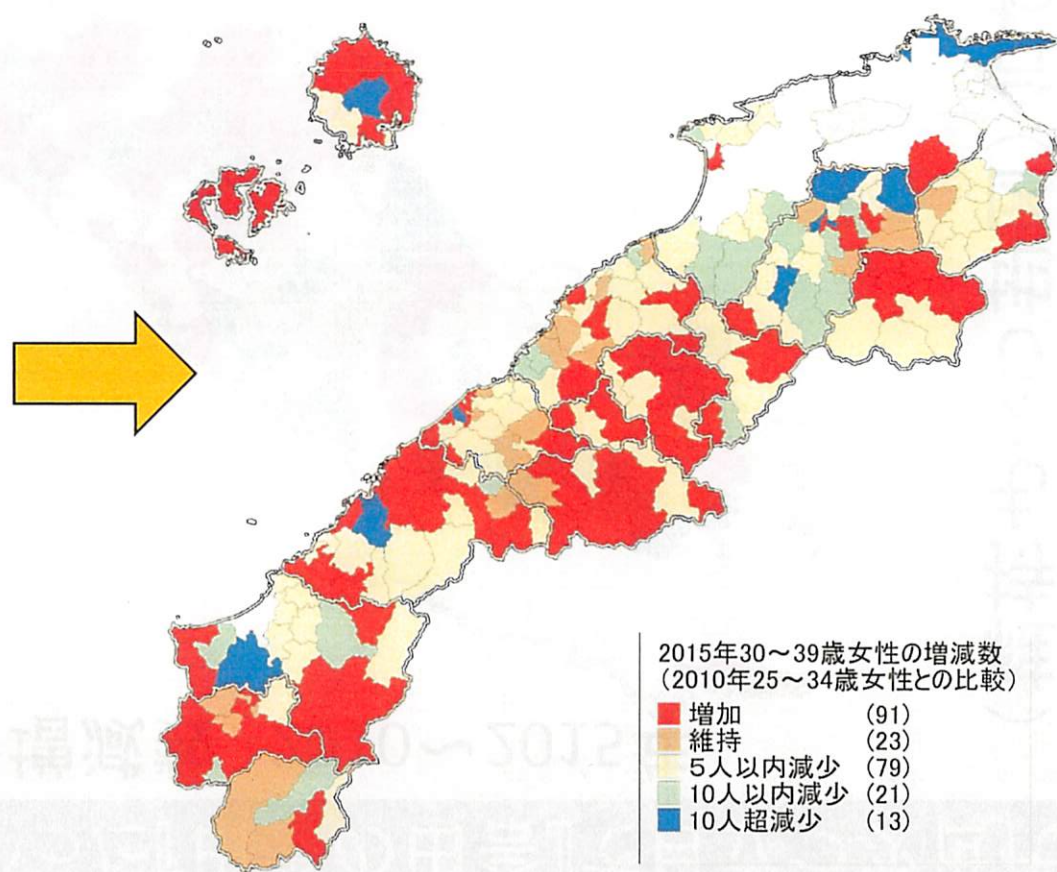 2015年30～39歳女性の増減数
（2010年25～34歳女性との比較）
増加 (91)
維持 (23)
５人以内減少 (79)
10人以内減少 (21)
10人超減少 (13)